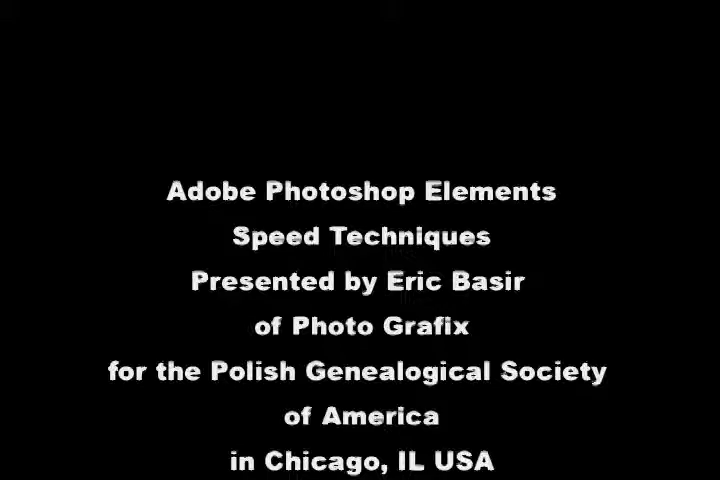 Adobe Photoshop Elements
Speed Techniques
Presented by Eric Basir
of Photo Grafix
for the Polish Genealogical Society
of America
in Chicago, IL USA